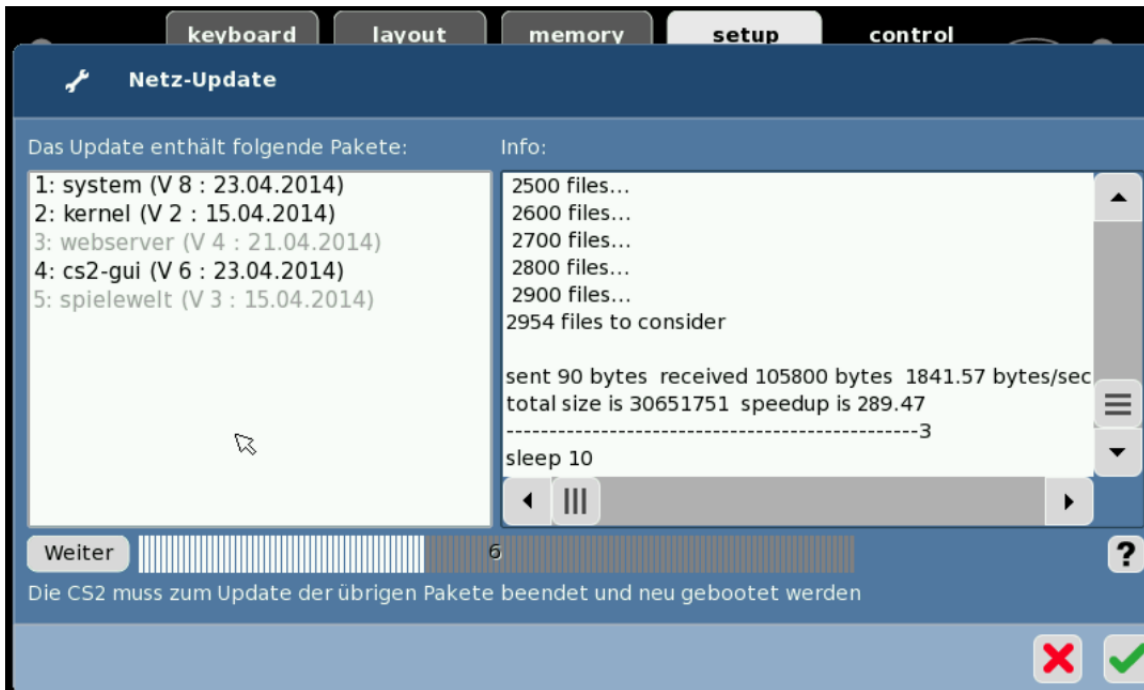 keyboard layout memory setup control
Netz-Update
Das Update enthält folgende Pakete:
1: system (V 8 : 23.04.2014)
2: kernel (V 2 : 15.04.2014)
3: webserver (V 4 : 21.04.2014)
4: cs2-gui (V 6 : 23.04.2014)
5: spielewelt (V 3 : 15.04.2014)
Info:
2500 files...
2600 files...
2700 files...
2800 files...
2900 files...
2954 files to consider
sent 90 bytes received 105800 bytes 1841.57 bytes/sec
total size is 30651751 speedup is 289.47
-----------------------------------------------3
sleep 10
Weiter
6
?
Die CS2 muss zum Update der übrigen Pakete beendet und neu gebootet werden